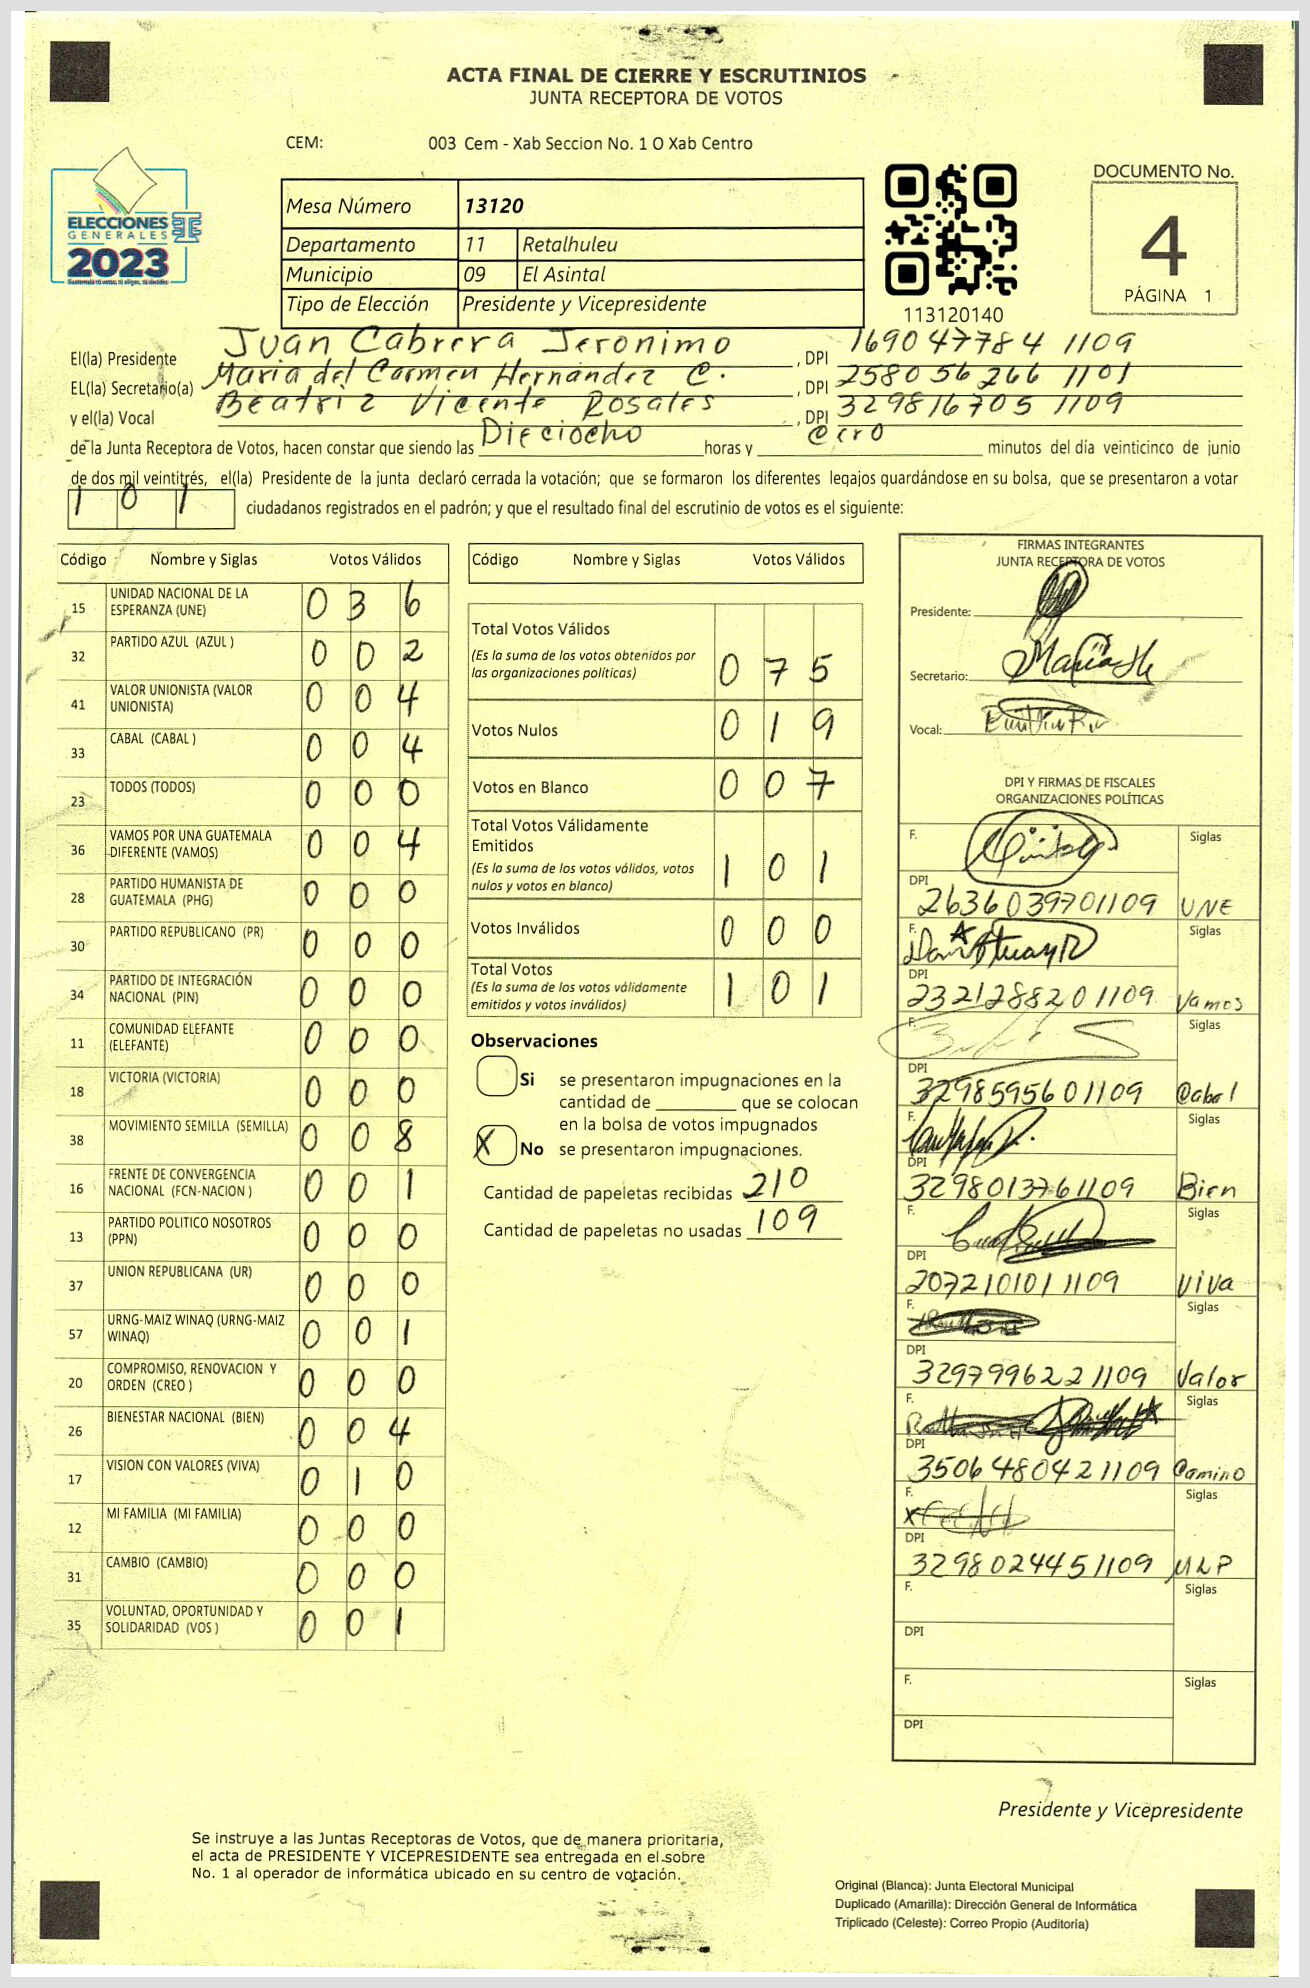 ACTA FINAL DE CIERRE Y ESCRUTINIOS
JUNTA RECEPTORA DE VOTOS
CEM: 003 Cem - Xab Seccion No. 1 O Xab Centro
ELECCIONES
GENERALES
2023
Mesa Número 13120
Departamento 11 Retalhuleu
Municipio 09 El Asintal
Tipo de Elección Presidente y Vicepresidente
113120140
DOCUMENTO No.
4
PÁGINA 1
El(la) Presidente Juan Cabrera Jeronimo , DPI 169047784 1109
EL(la) Secretario(a) Maria del Carmen Hernández C. , DPI 258056266 1101
y el(la) Vocal Beatriz Vicente Rosales , DPI 329816705 1109
de la Junta Receptora de Votos, hacen constar que siendo las Dieciocho horas y cero minutos del día veinticinco de junio
de dos mil veintitrés, el(la) Presidente de la junta declaró cerrada la votación; que se formaron los diferentes legajos quardándose en su bolsa, que se presentaron a votar
1 0 1 ciudadanos registrados en el padrón; y que el resultado final del escrutinio de votos es el siguiente:
Código Nombre y Siglas Votos Válidos
15 UNIDAD NACIONAL DE LA ESPERANZA (UNE) 0 3 6
32 PARTIDO AZUL (AZUL ) 0 0 2
41 VALOR UNIONISTA (VALOR UNIONISTA) 0 0 4
33 CABAL (CABAL ) 0 0 4
23 TODOS (TODOS) 0 0 0
36 VAMOS POR UNA GUATEMALA DIFERENTE (VAMOS) 0 0 4
28 PARTIDO HUMANISTA DE GUATEMALA (PHG) 0 0 0
30 PARTIDO REPUBLICANO (PR) 0 0 0
34 PARTIDO DE INTEGRACIÓN NACIONAL (PIN) 0 0 0
11 COMUNIDAD ELEFANTE (ELEFANTE) 0 0 0
18 VICTORIA (VICTORIA) 0 0 0
38 MOVIMIENTO SEMILLA (SEMILLA) 0 0 8
16 FRENTE DE CONVERGENCIA NACIONAL (FCN-NACION ) 0 0 1
13 PARTIDO POLITICO NOSOTROS (PPN) 0 0 0
37 UNION REPUBLICANA (UR) 0 0 0
57 URNG-MAIZ WINAQ (URNG-MAIZ WINAQ) 0 0 1
20 COMPROMISO, RENOVACION Y ORDEN (CREO ) 0 0 0
26 BIENESTAR NACIONAL (BIEN) 0 0 4
17 VISION CON VALORES (VIVA) 0 1 0
12 MI FAMILIA (MI FAMILIA) 0 0 0
31 CAMBIO (CAMBIO) 0 0 0
35 VOLUNTAD, OPORTUNIDAD Y SOLIDARIDAD (VOS ) 0 0 1
Código Nombre y Siglas Votos Válidos
Total Votos Válidos
(Es la suma de los votos obtenidos por
las organizaciones políticas) 0 7 5
Votos Nulos 0 1 9
Votos en Blanco 0 0 7
Total Votos Válidamente
Emitidos
(Es la suma de los votos válidos, votos
nulos y votos en blanco) 1 0 1
Votos Inválidos 0 0 0
Total Votos
(Es la suma de los votos válidamente
emitidos y votos inválidos) 1 0 1
Observaciones
Si se presentaron impugnaciones en la
cantidad de ________ que se colocan
en la bolsa de votos impugnados
X No se presentaron impugnaciones.
Cantidad de papeletas recibidas 210
Cantidad de papeletas no usadas 109
FIRMAS INTEGRANTES
JUNTA RECEPTORA DE VOTOS
Presidente:
Secretario:
Vocal:
DPI Y FIRMAS DE FISCALES
ORGANIZACIONES POLÍTICAS
F. Siglas
DPI 2636039701109 UNE
F. Siglas
DPI 2321288201109 Vamos
F. Siglas
DPI 3298595601109 Cabal
F. Siglas
DPI 3298013761109 Bien
F. Siglas
DPI 2072101011109 Viva
F. Siglas
DPI 3297996221109 Valor
F. Siglas
DPI 3506480421109 Camino
F. Siglas
DPI 3298024451109 MLP
F. Siglas
DPI
F. Siglas
DPI
Presidente y Vicepresidente
Se instruye a las Juntas Receptoras de Votos, que de manera prioritaria,
el acta de PRESIDENTE Y VICEPRESIDENTE sea entregada en el sobre
No. 1 al operador de informática ubicado en su centro de votación.
Original (Blanca): Junta Electoral Municipal
Duplicado (Amarilla): Dirección General de Informática
Triplicado (Celeste): Correo Propio (Auditoría)